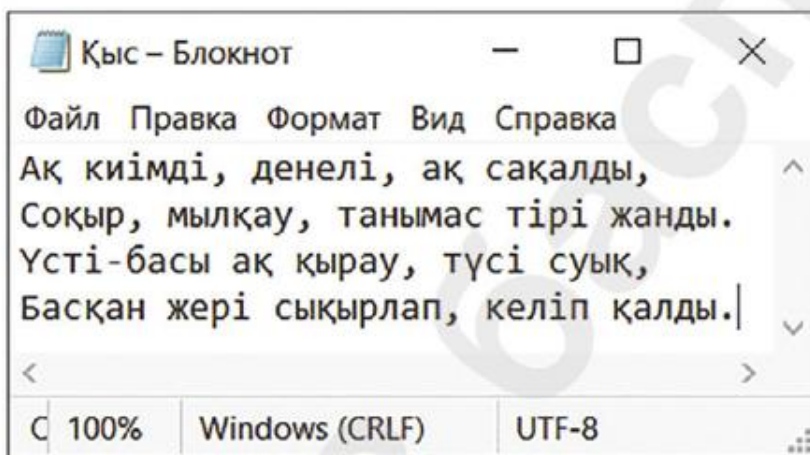 Қыс – Блокнот
Файл Правка Формат Вид Справка
Ақ киімді, денелі, ақ сақалды,
Соқыр, мылқау, танымас тірі жанды.
Үсті-басы ақ қырау, түсі суық,
Басқан жері сықырлап, келіп қалды.
С 100% Windows (CRLF) UTF-8